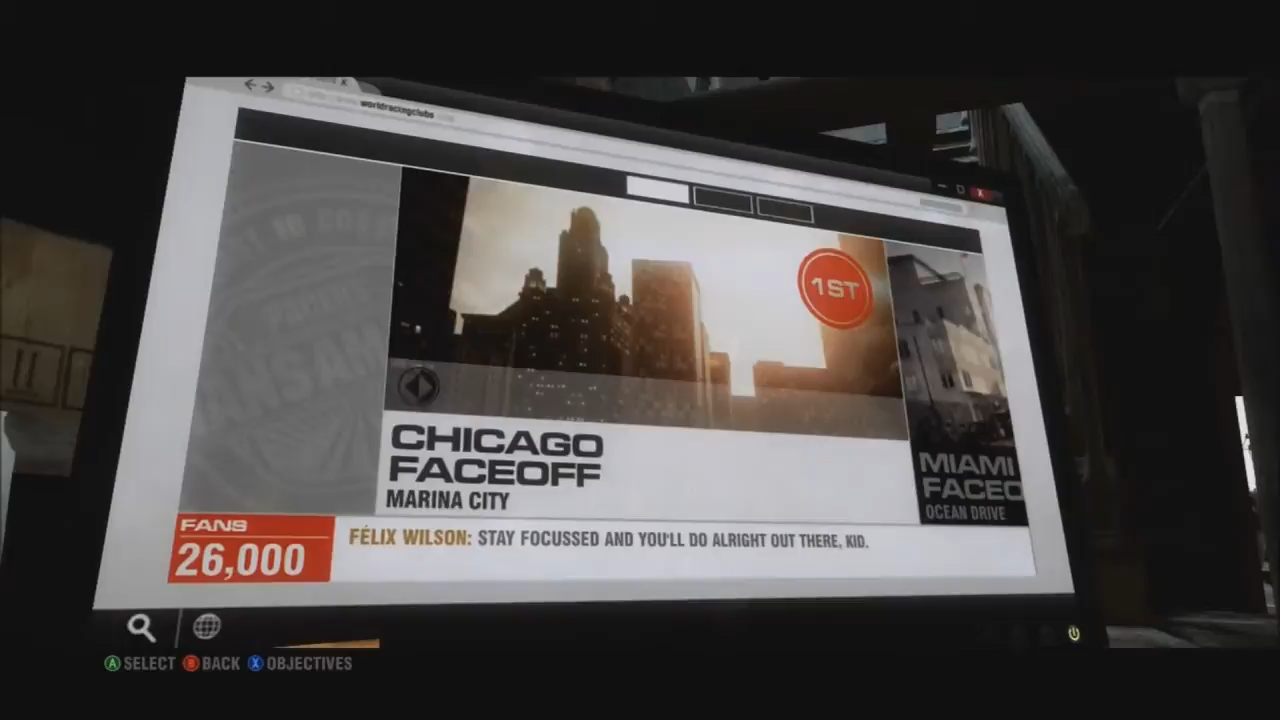 worldracingclubs
1ST
CHICAGO
FACEOFF
MARINA CITY
MIAMI
FACEO
OCEAN DRIVE
FANS
26,000
FÉLIX WILSON: STAY FOCUSSED AND YOU'LL DO ALRIGHT OUT THERE, KID.
A SELECT B BACK X OBJECTIVES